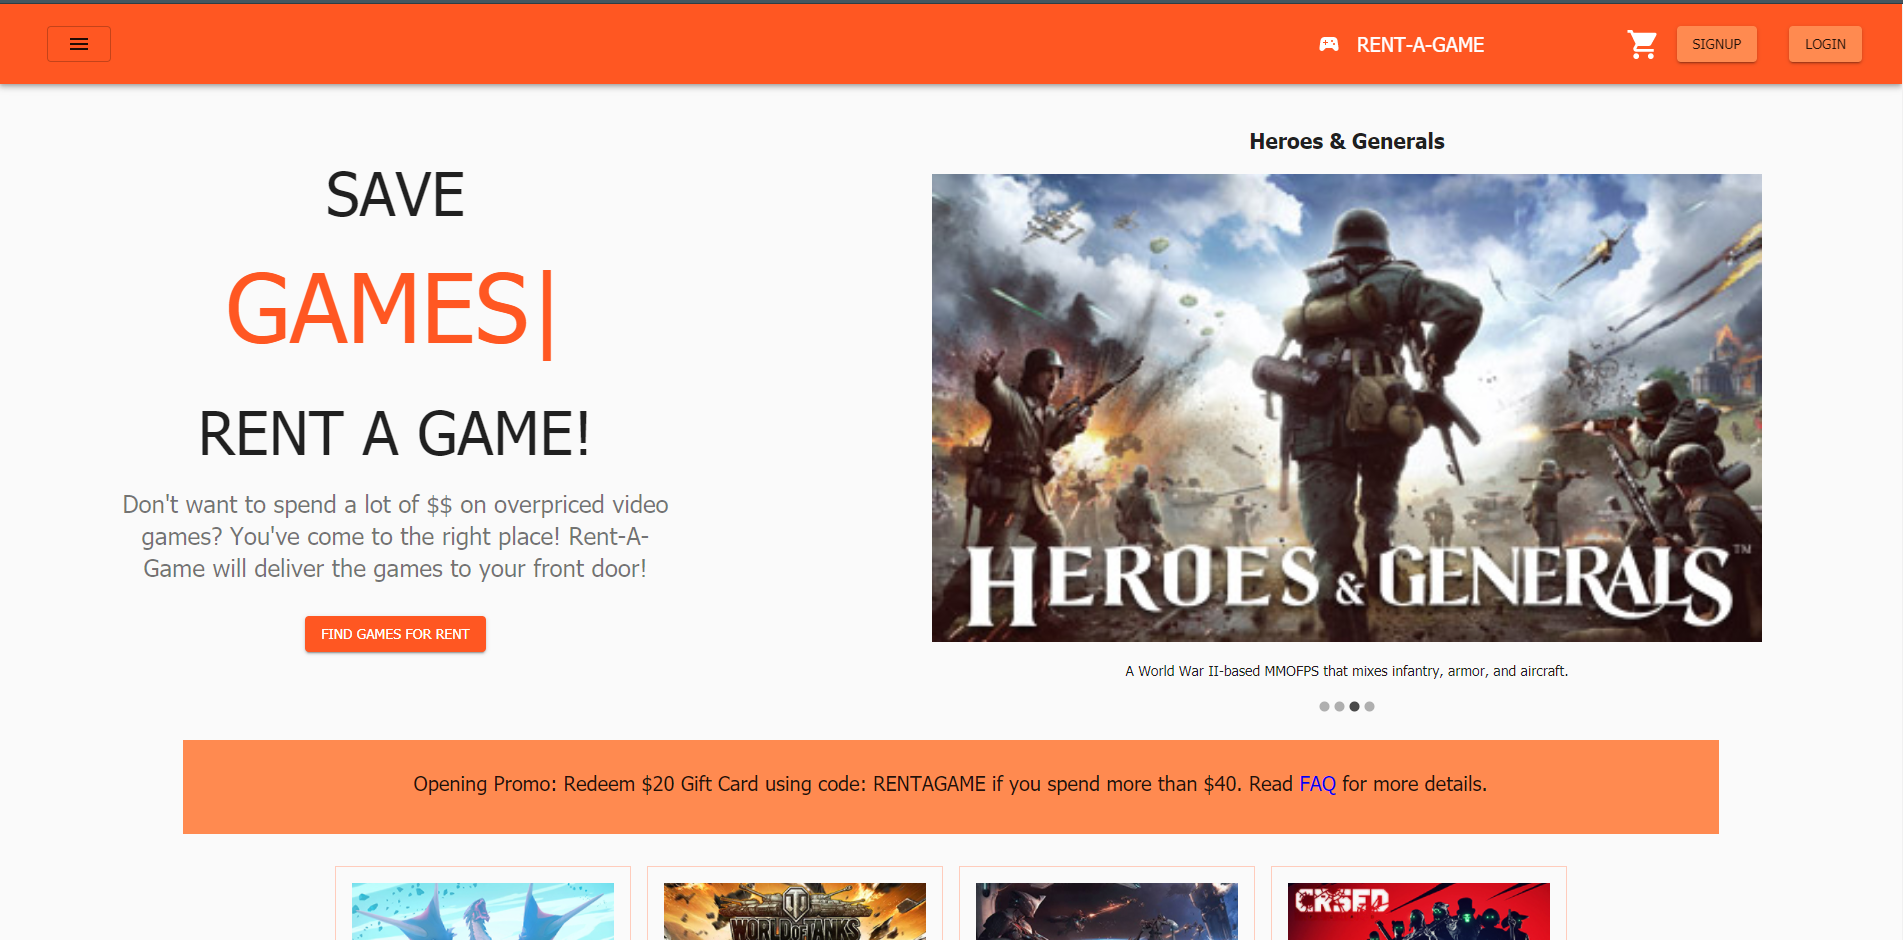 RENT-A-GAME
SIGNUP
LOGIN
SAVE
GAMES|
RENT A GAME!
Don't want to spend a lot of $$ on overpriced video
games? You've come to the right place! Rent-A-
Game will deliver the games to your front door!
FIND GAMES FOR RENT
Heroes & Generals
HEROES & GENERALS™
A World War II-based MMOFPS that mixes infantry, armor, and aircraft.
Opening Promo: Redeem $20 Gift Card using code: RENTAGAME if you spend more than $40. Read FAQ for more details.
WORLD OF TANKS
CRSED